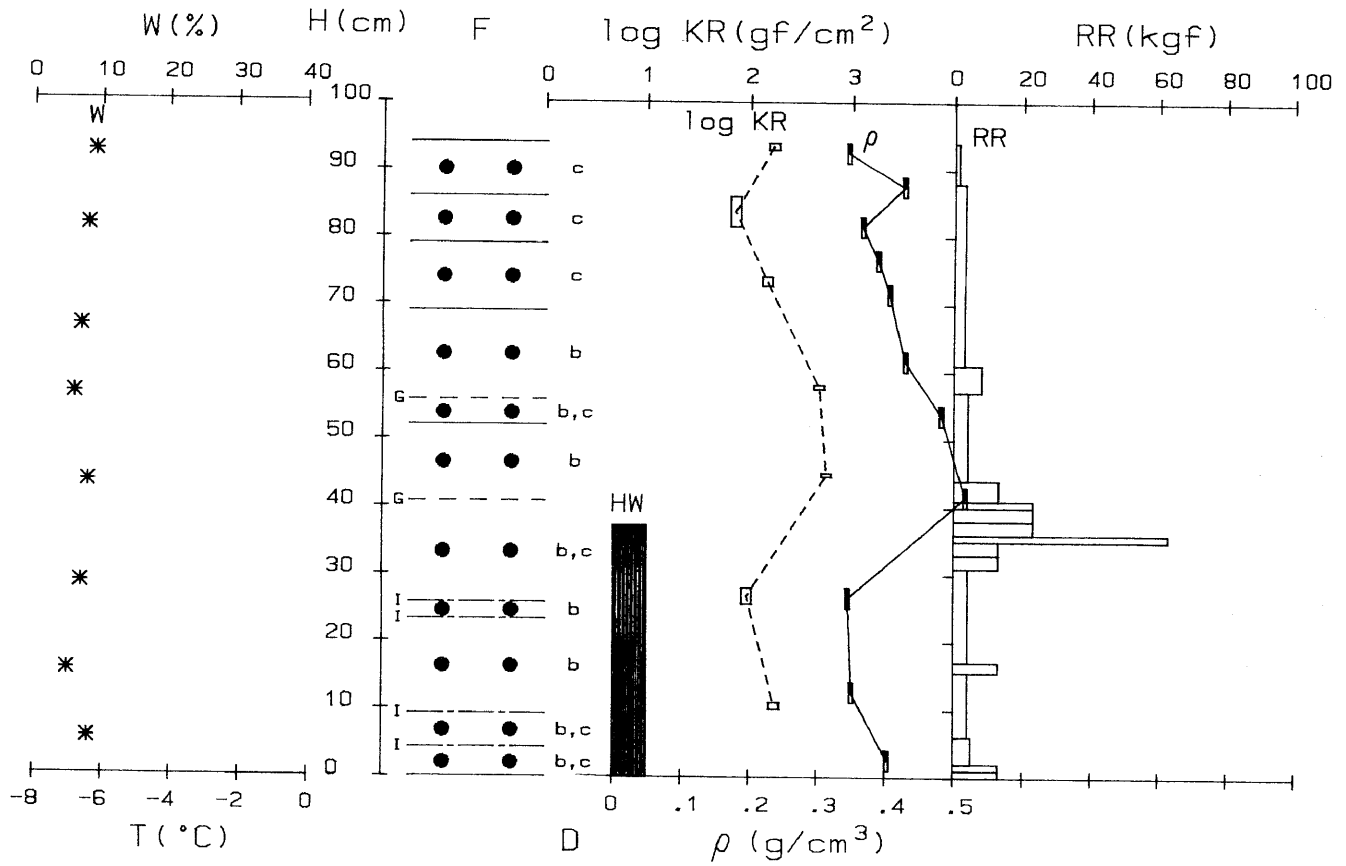 W(%) H(cm) F log KR(gf/cm²) RR(kgf)
0 10 20 30 40 0 1 2 3 0 20 40 60 80 100
100
W log KR ρ RR
90 c
80 c
c
70
b
60
G
b,c
50
b
G
40
HW
b,c
30
I
b
I
20
b
10
I
b,c
I
b,c
0
-8 -6 -4 -2 0 0 .1 .2 .3 .4 .5
T(°C) D ρ (g/cm³)